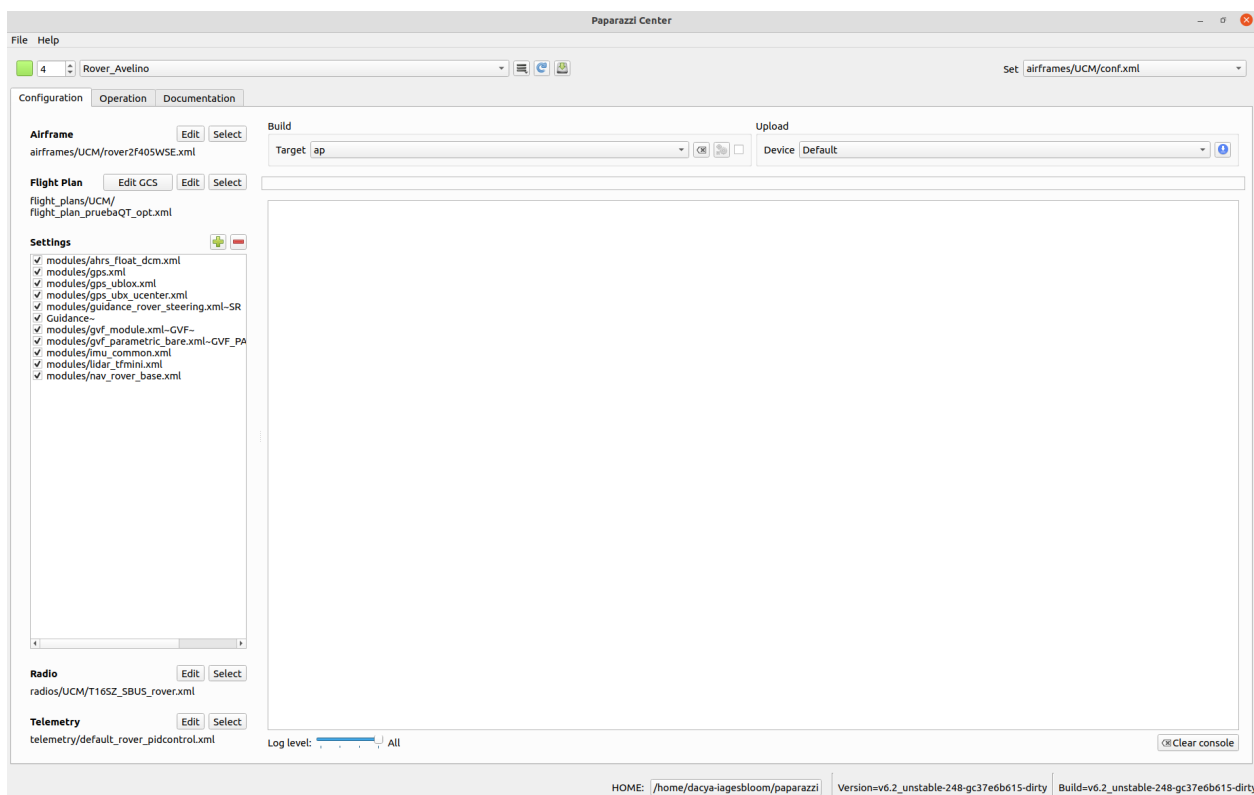 Paparazzi Center
File Help
4 Rover_Avelino Set airframes/UCM/conf.xml
Configuration Operation Documentation
Airframe Edit Select
airframes/UCM/rover2f405WSE.xml
Flight Plan Edit GCS Edit Select
flight_plans/UCM/
flight_plan_pruebaQT_opt.xml
Settings
modules/ahrs_float_dcm.xml
modules/gps.xml
modules/gps_ublox.xml
modules/gps_ubx_ucenter.xml
modules/guidance_rover_steering.xml~SR
Guidance~
modules/gvf_module.xml~GVF~
modules/gvf_parametric_bare.xml~GVF_PA
modules/imu_common.xml
modules/lidar_tfmini.xml
modules/nav_rover_base.xml
Radio Edit Select
radios/UCM/T16SZ_SBUS_rover.xml
Telemetry Edit Select
telemetry/default_rover_pidcontrol.xml
Build
Target ap
Upload
Device Default
Log level: All
Clear console
HOME: /home/dacya-iagesbloom/paparazzi Version=v6.2_unstable-248-gc37e6b615-dirty Build=v6.2_unstable-248-gc37e6b615-dirty